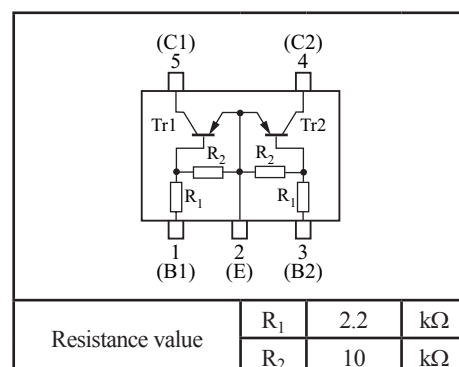 (C1) (C2)
5 4
Tr1 Tr2
R2 R2
R1 R1
1 2 3
(B1) (E) (B2)
Resistance value R1 2.2 kΩ
R2 10 kΩ